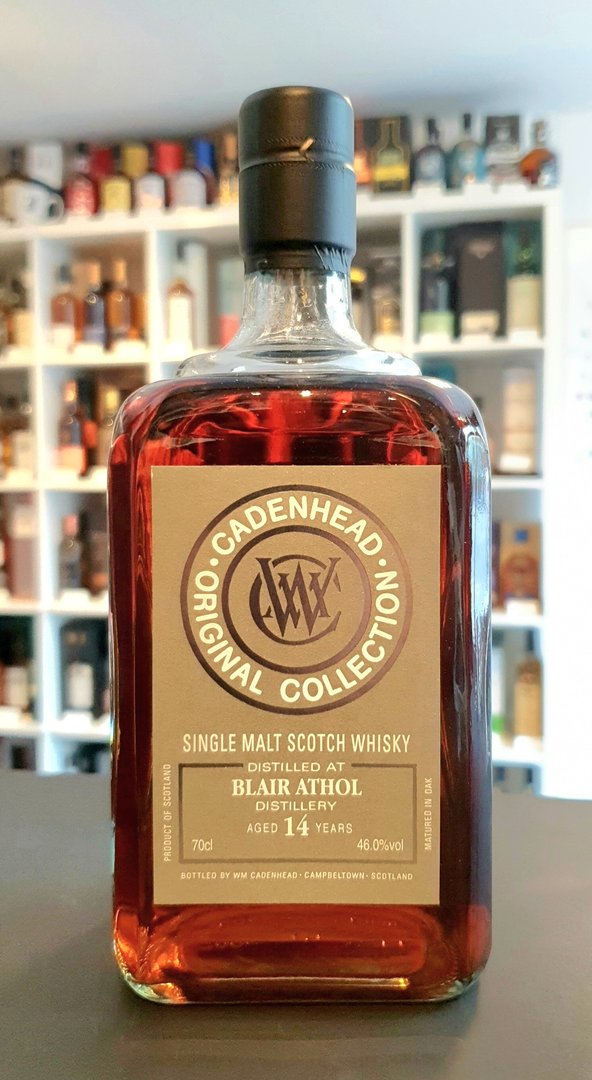 · CADENHEAD ·
ORIGINAL COLLECTION
WC
SINGLE MALT SCOTCH WHISKY
DISTILLED AT
BLAIR ATHOL
DISTILLERY
AGED 14 YEARS
70cl 46.0%vol
PRODUCT OF SCOTLAND
MATURED IN OAK
BOTTLED BY WM CADENHEAD · CAMPBELTOWN · SCOTLAND